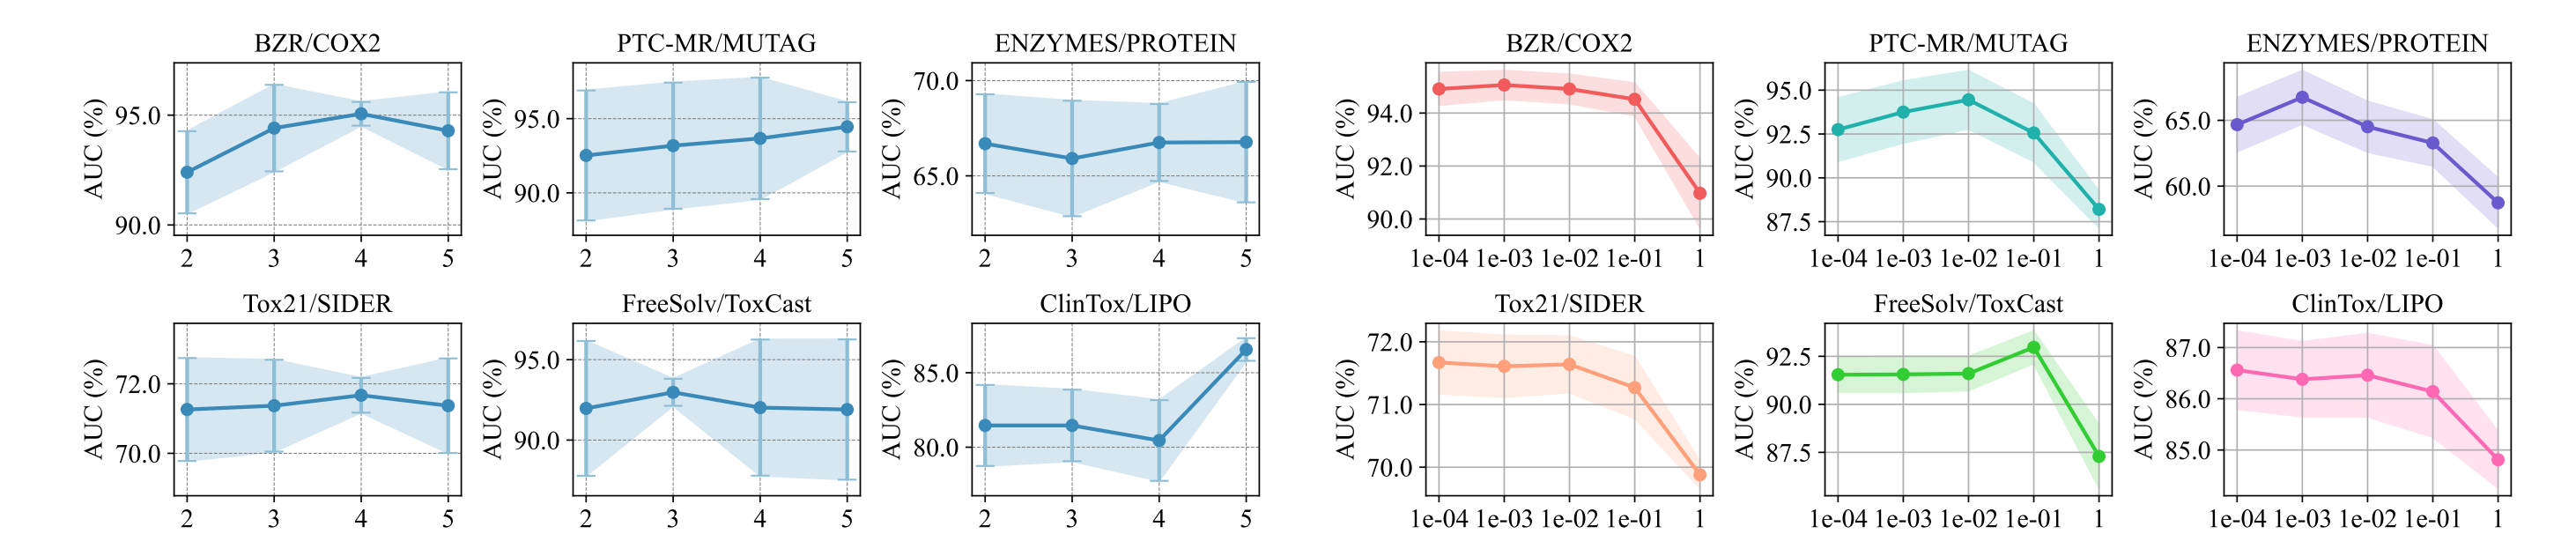 BZR/COX2
AUC (%)
95.0
90.0
2 3 4 5
PTC-MR/MUTAG
AUC (%)
95.0
90.0
2 3 4 5
ENZYMES/PROTEIN
AUC (%)
70.0
65.0
2 3 4 5
BZR/COX2
AUC (%)
94.0
92.0
90.0
1e-04 1e-03 1e-02 1e-01 1
PTC-MR/MUTAG
AUC (%)
95.0
92.5
90.0
87.5
1e-04 1e-03 1e-02 1e-01 1
ENZYMES/PROTEIN
AUC (%)
65.0
60.0
1e-04 1e-03 1e-02 1e-01 1
Tox21/SIDER
AUC (%)
72.0
70.0
2 3 4 5
FreeSolv/ToxCast
AUC (%)
95.0
90.0
2 3 4 5
ClinTox/LIPO
AUC (%)
85.0
80.0
2 3 4 5
Tox21/SIDER
AUC (%)
72.0
71.0
70.0
1e-04 1e-03 1e-02 1e-01 1
FreeSolv/ToxCast
AUC (%)
92.5
90.0
87.5
1e-04 1e-03 1e-02 1e-01 1
ClinTox/LIPO
AUC (%)
87.0
86.0
85.0
1e-04 1e-03 1e-02 1e-01 1